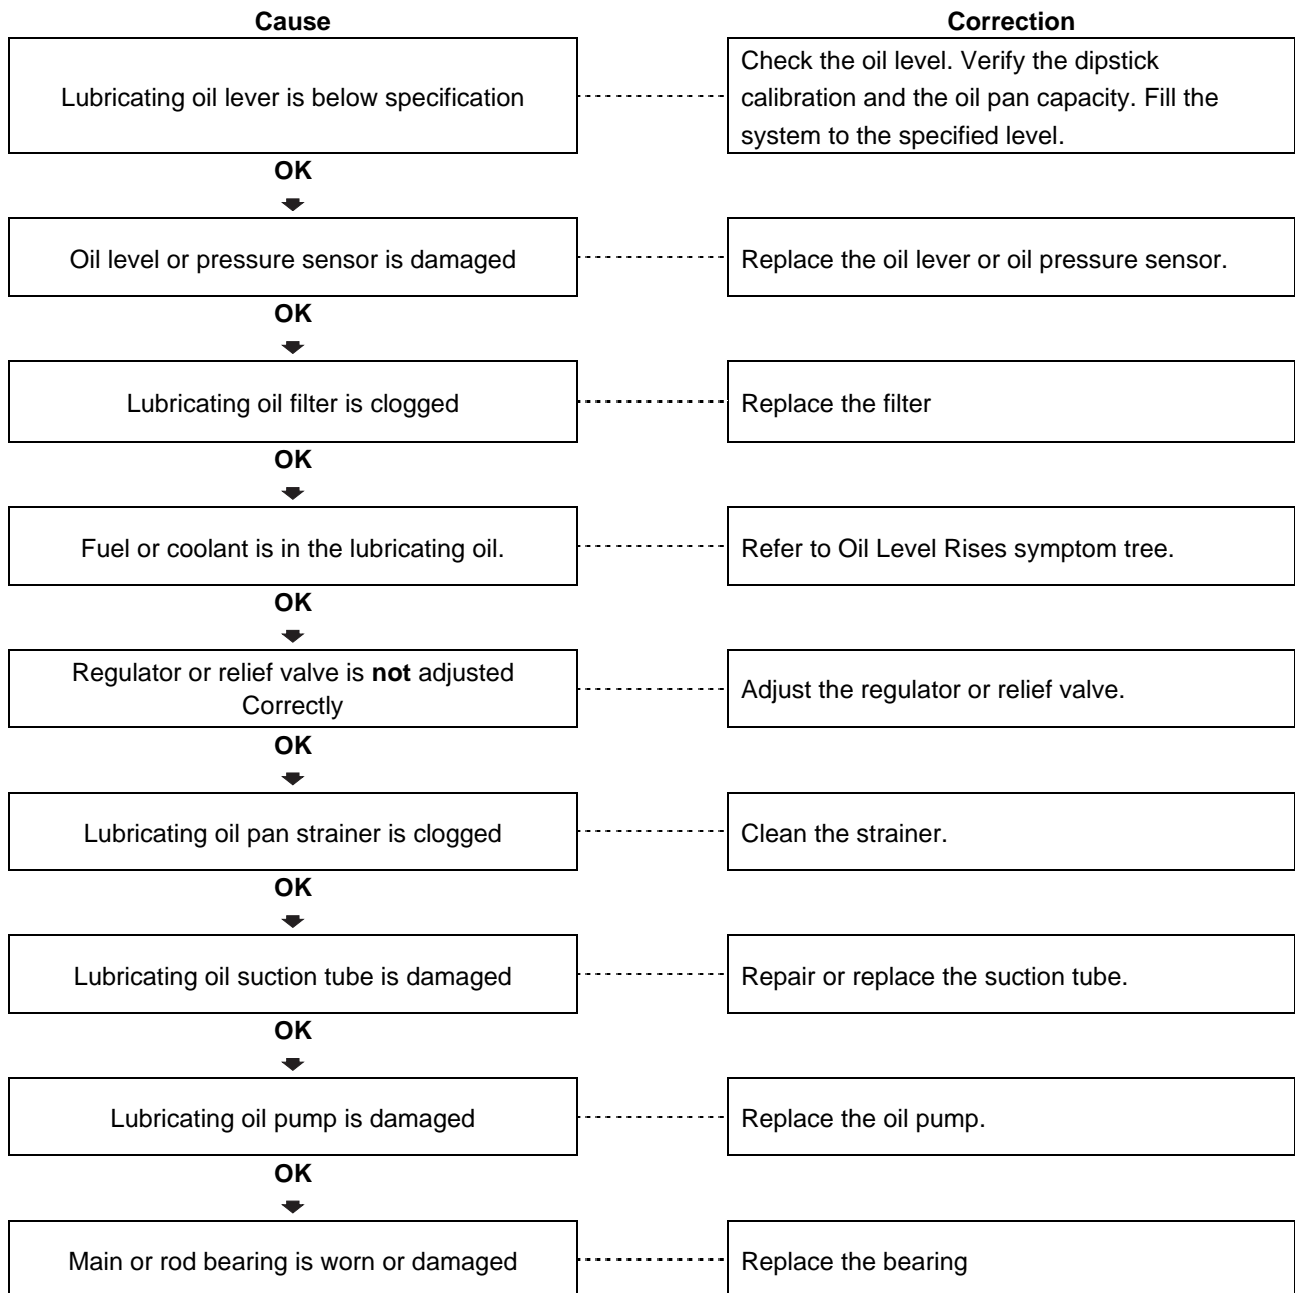 Cause
Correction
Lubricating oil lever is below specification
Check the oil level. Verify the dipstick
calibration and the oil pan capacity. Fill the
system to the specified level.
OK
Oil level or pressure sensor is damaged
Replace the oil lever or oil pressure sensor.
OK
Lubricating oil filter is clogged
Replace the filter
OK
Fuel or coolant is in the lubricating oil.
Refer to Oil Level Rises symptom tree.
OK
Regulator or relief valve is not adjusted
Correctly
Adjust the regulator or relief valve.
OK
Lubricating oil pan strainer is clogged
Clean the strainer.
OK
Lubricating oil suction tube is damaged
Repair or replace the suction tube.
OK
Lubricating oil pump is damaged
Replace the oil pump.
OK
Main or rod bearing is worn or damaged
Replace the bearing